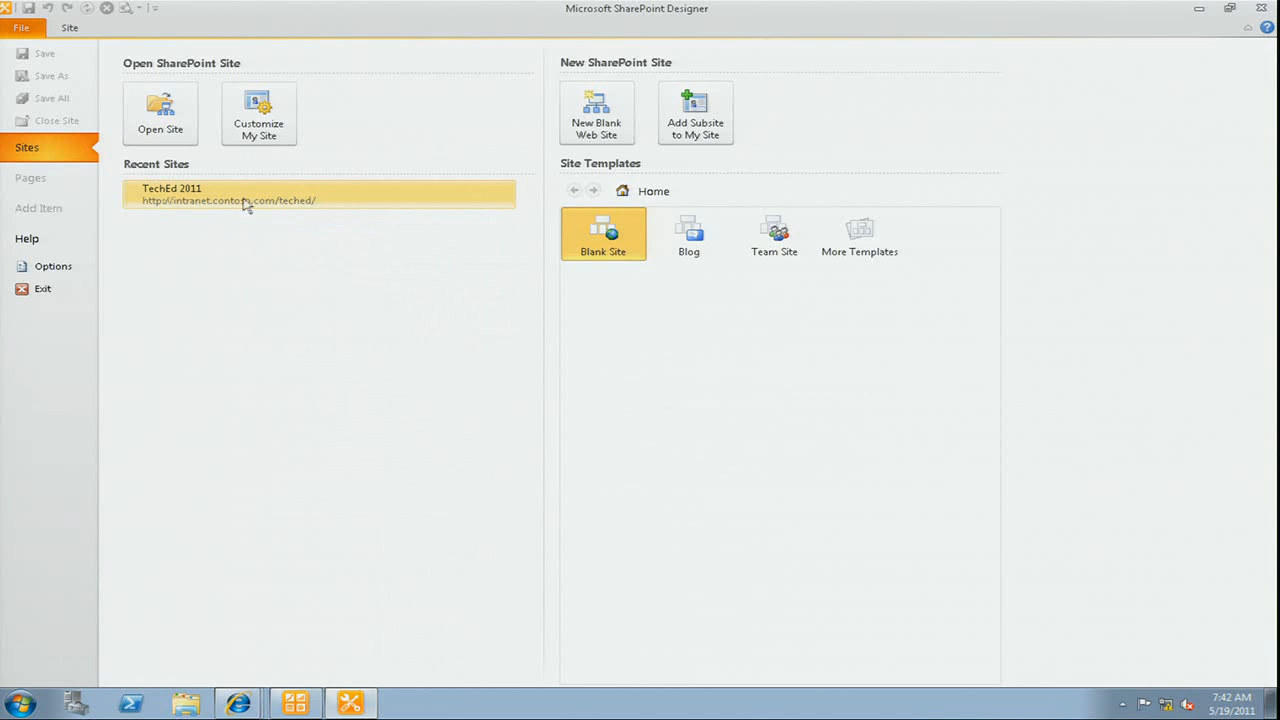 Microsoft SharePoint Designer
File
Site
Save
Save As
Save All
Close Site
Sites
Pages
Add Item
Help
Options
Exit
Open SharePoint Site
Open Site
Customize
My Site
Recent Sites
TechEd 2011
http://intranet.contoso.com/teched/
New SharePoint Site
New Blank
Web Site
Add Subsite
to My Site
Site Templates
Home
Blank Site
Blog
Team Site
More Templates
7:42 AM
5/19/2011